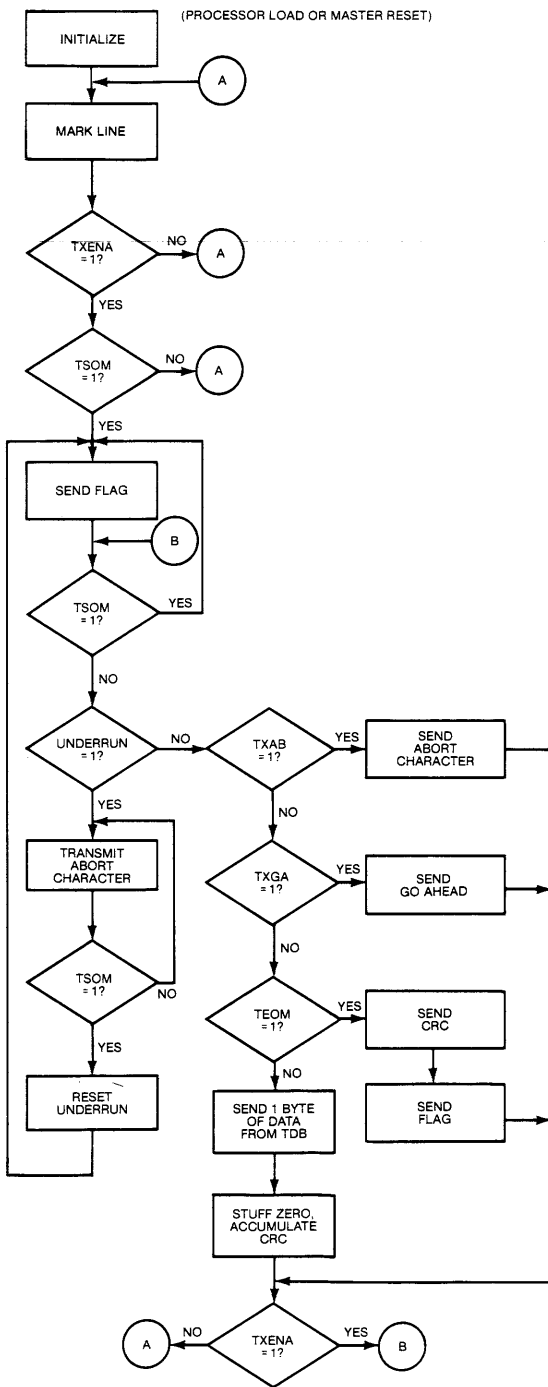 (PROCESSOR LOAD OR MASTER RESET)
INITIALIZE
A
MARK LINE
TXENA
= 1?
NO
A
YES
TSOM
= 1?
NO
A
YES
SEND FLAG
B
TSOM
= 1?
YES
NO
UNDERRUN
= 1?
NO
TXAB
= 1?
YES
SEND
ABORT
CHARACTER
YES
NO
TRANSMIT
ABORT
CHARACTER
TXGA
= 1?
YES
SEND
GO AHEAD
TSOM
= 1?
NO
NO
YES
TEOM
= 1?
YES
SEND
CRC
NO
RESET
UNDERRUN
SEND 1 BYTE
OF DATA
FROM TDB
SEND
FLAG
STUFF ZERO,
ACCUMULATE
CRC
A
NO
TXENA
= 1?
YES
B